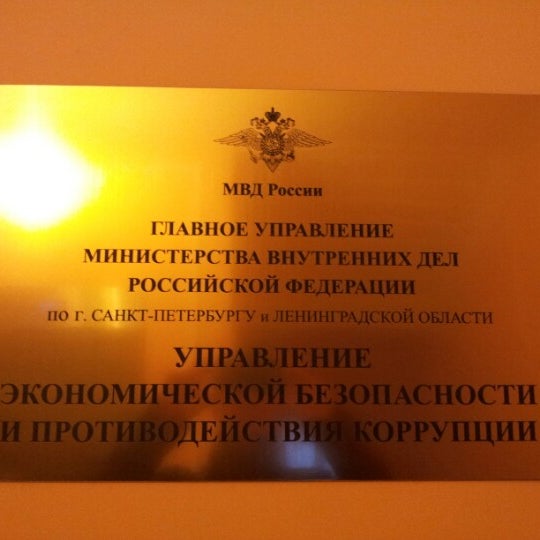 МВД России
ГЛАВНОЕ УПРАВЛЕНИЕ
МИНИСТЕРСТВА ВНУТРЕННИХ ДЕЛ
РОССИЙСКОЙ ФЕДЕРАЦИИ
ПО Г. САНКТ-ПЕТЕРБУРГУ и ЛЕНИНГРАДСКОЙ ОБЛАСТИ
УПРАВЛЕНИЕ
ЭКОНОМИЧЕСКОЙ БЕЗОПАСНОСТИ
И ПРОТИВОДЕЙСТВИЯ КОРРУПЦИИ